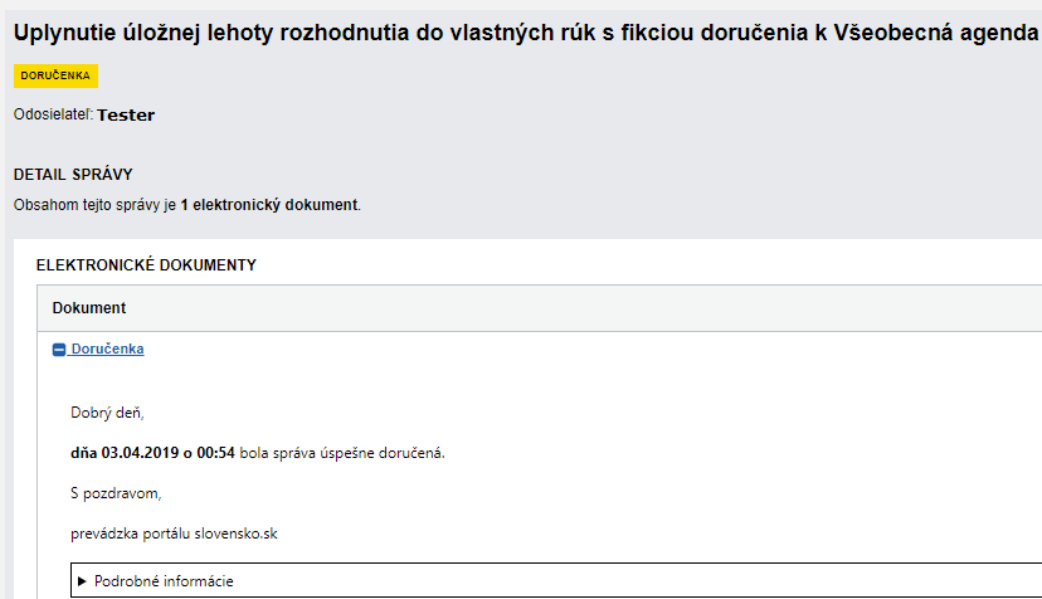 Uplynutie úložnej lehoty rozhodnutia do vlastných rúk s fikciou doručenia k Všeobecná agenda
DORUČENKA
Odosielateľ: Tester
DETAIL SPRÁVY
Obsahom tejto správy je 1 elektronický dokument.
ELEKTRONICKÉ DOKUMENTY
Dokument
Doručenka
Dobrý deň,
dňa 03.04.2019 o 00:54 bola správa úspešne doručená.
S pozdravom,
prevádzka portálu slovensko.sk
Podrobné informácie